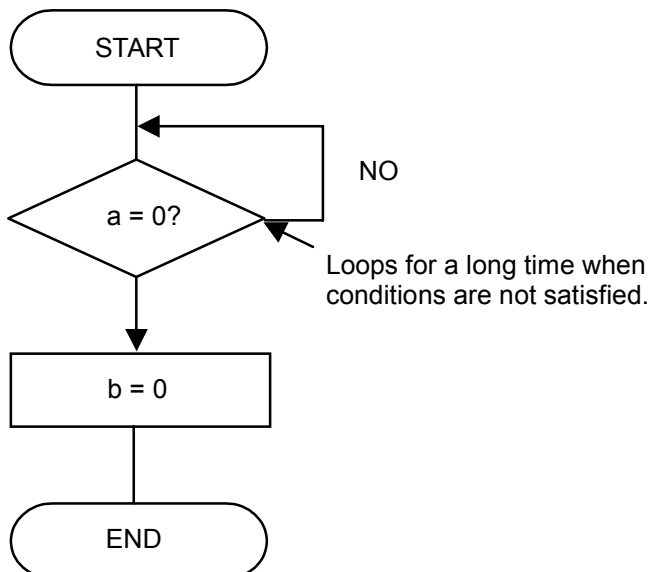 START
NO
a = 0?
Loops for a long time when
conditions are not satisfied.
b = 0
END